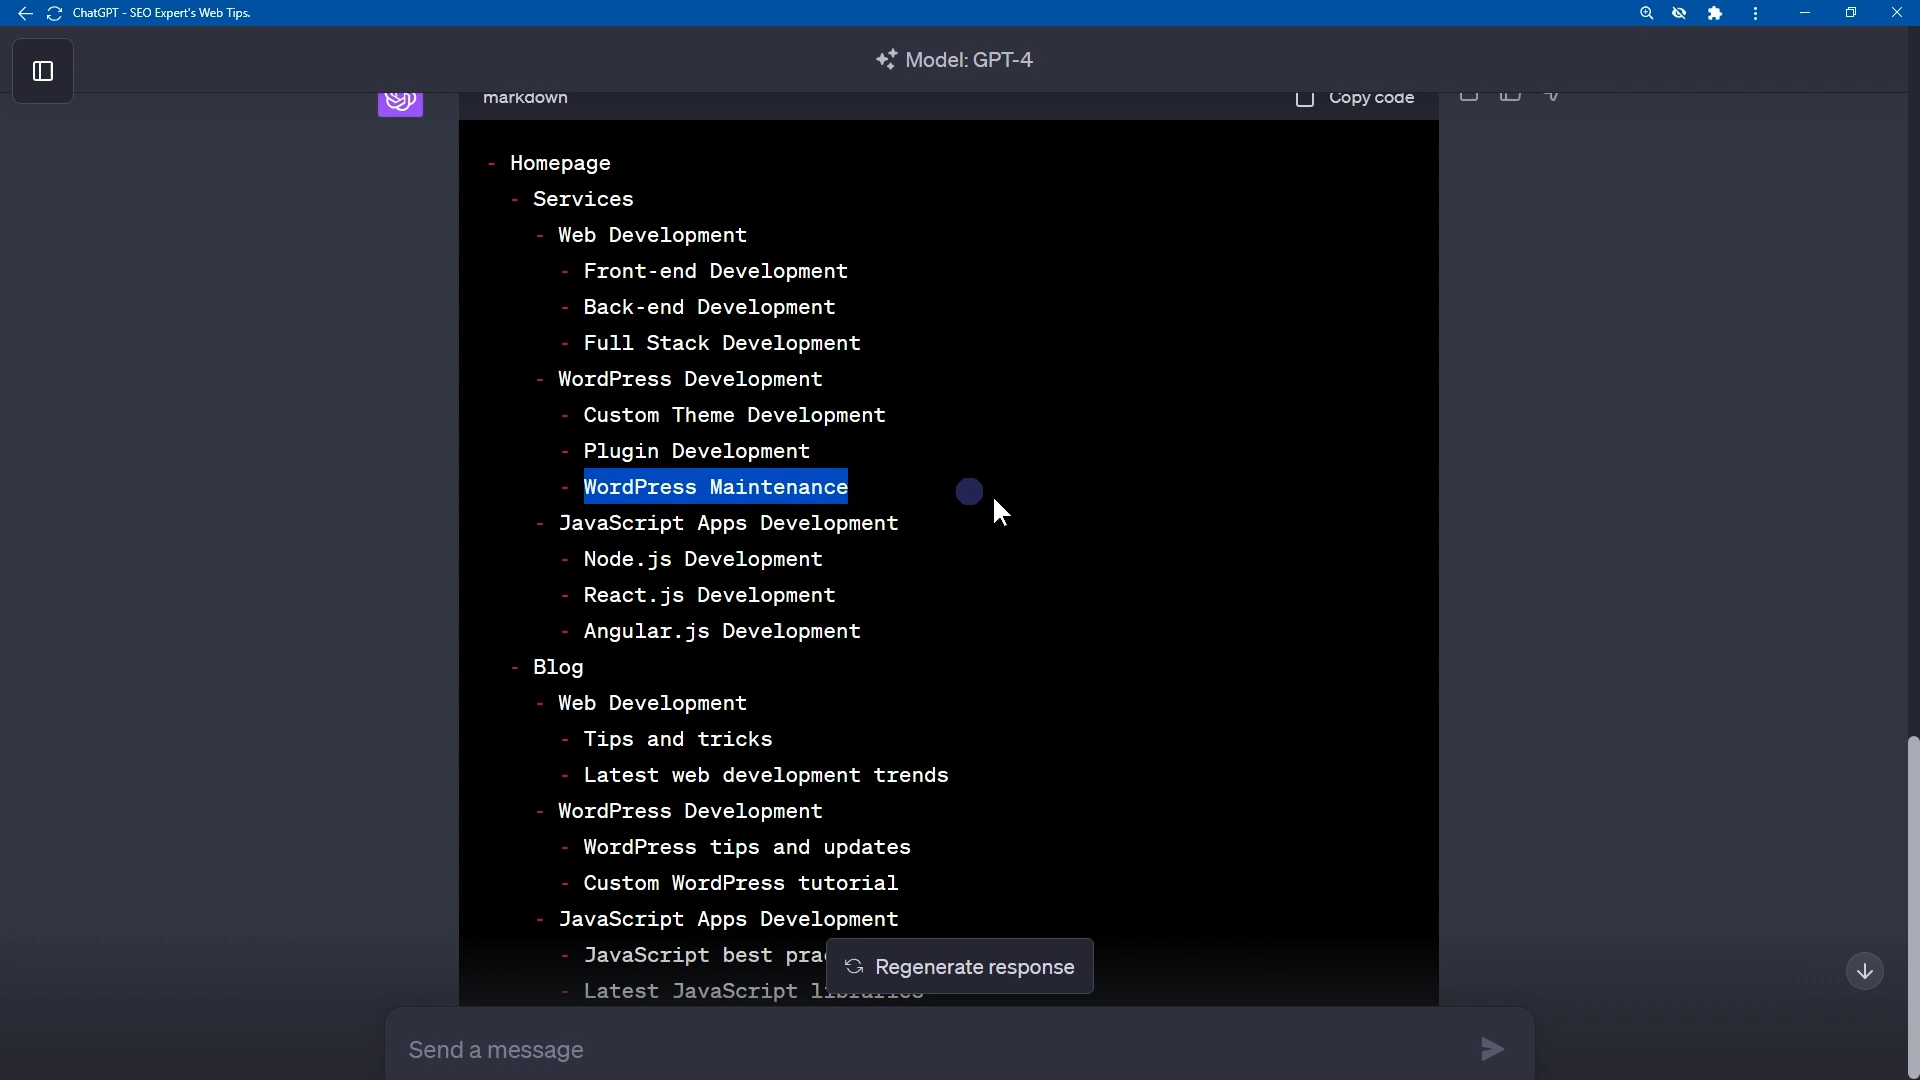 ChatGPT - SEO Expert's Web Tips.
Model: GPT-4
markdown
Copy code
- Homepage
- Services
- Web Development
- Front-end Development
- Back-end Development
- Full Stack Development
- WordPress Development
- Custom Theme Development
- Plugin Development
- WordPress Maintenance
- JavaScript Apps Development
- Node.js Development
- React.js Development
- Angular.js Development
- Blog
- Web Development
- Tips and tricks
- Latest web development trends
- WordPress Development
- WordPress tips and updates
- Custom WordPress tutorial
- JavaScript Apps Development
- JavaScript best
- Latest JavaScript
Regenerate response
Send a message